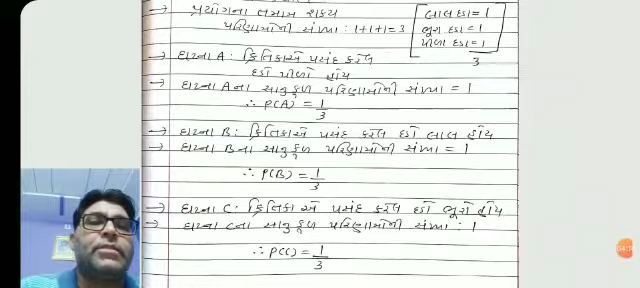 → પ્રયોગના તમામ શક્ય
પરિણામોની સંખ્યા : 1+1+1 = 3
લાલ દડા = 1
ભૂરા દડા = 1
પીળા દડા = 1
3
→ ઘટના A : ક્રિતિકાએ પસંદ કરેલ
દડો પીળો હોય
→ ઘટના A ના સાનુકૂળ પરિણામોની સંખ્યા = 1
∴ P(A) = 1/3
→ ઘટના B : ક્રિતિકાએ પસંદ કરેલ દડો લાલ હોય
→ ઘટના B ના સાનુકૂળ પરિણામોની સંખ્યા = 1
∴ P(B) = 1/3
→ ઘટના C : ક્રિતિકાએ પસંદ કરેલ દડો ભૂરો હોય
→ ઘટના C ના સાનુકૂળ પરિણામોની સંખ્યા : 1
∴ P(C) = 1/3